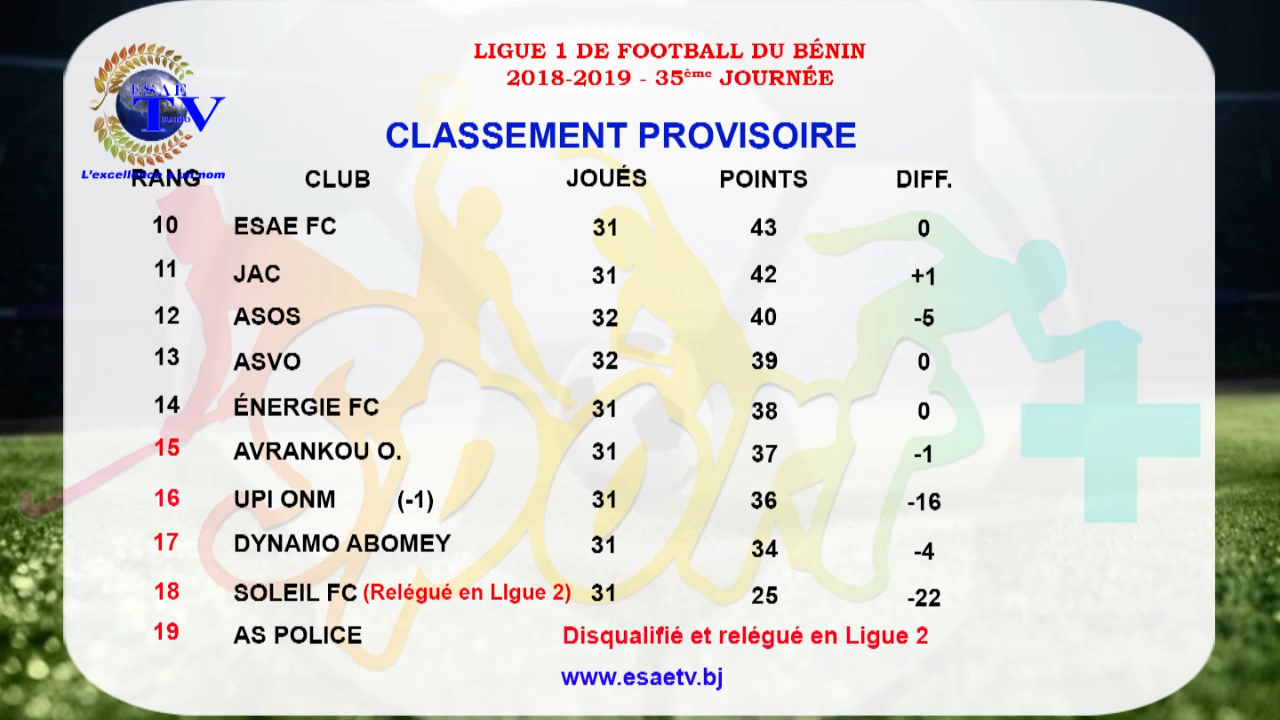 LIGUE 1 DE FOOTBALL DU BÉNIN
2018-2019 - 35ème JOURNÉE
ESAE
TV
L'excellence un nom
CLASSEMENT PROVISOIRE
RANG CLUB JOUÉS POINTS DIFF.
10 ESAE FC 31 43 0
11 JAC 31 42 +1
12 ASOS 32 40 -5
13 ASVO 32 39 0
14 ÉNERGIE FC 31 38 0
15 AVRANKOU O. 31 37 -1
16 UPI ONM (-1) 31 36 -16
17 DYNAMO ABOMEY 31 34 -4
18 SOLEIL FC (Relégué en LIgue 2) 31 25 -22
19 AS POLICE Disqualifié et relégué en Ligue 2
www.esaetv.bj
Sport